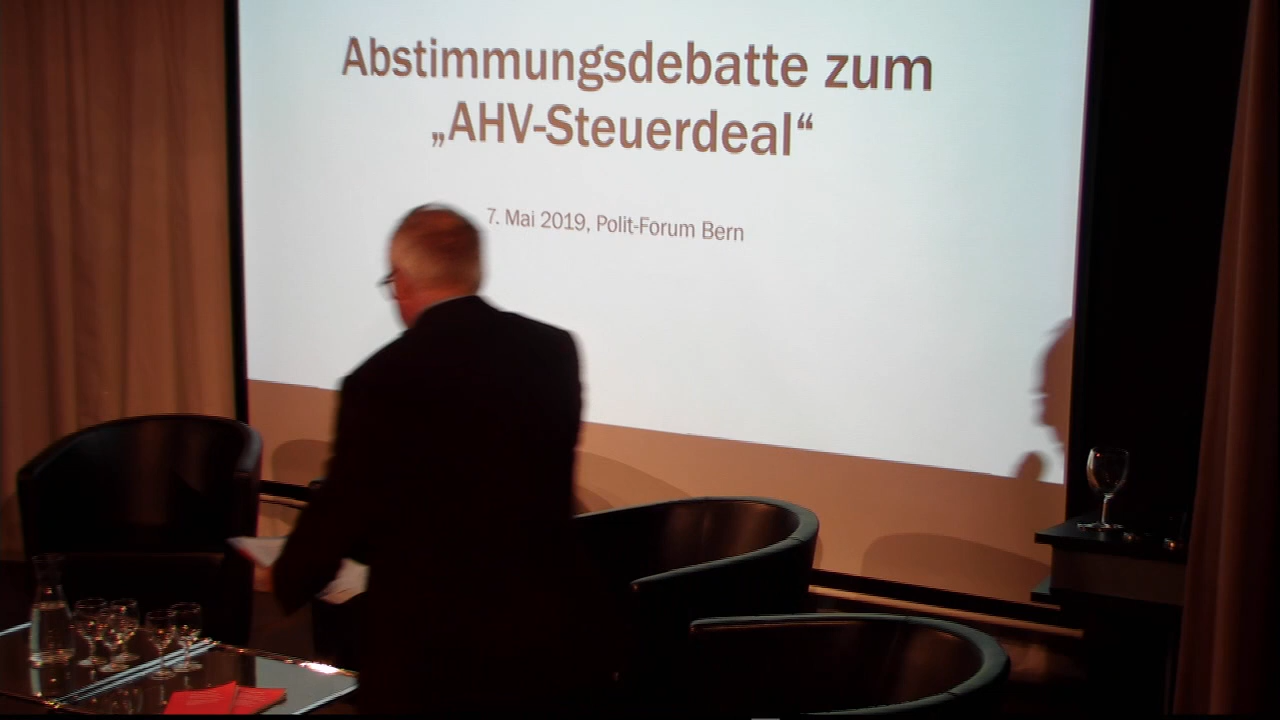 Abstimmungsdebatte zum
„AHV-Steuerdeal“
7. Mai 2019, Polit-Forum Bern